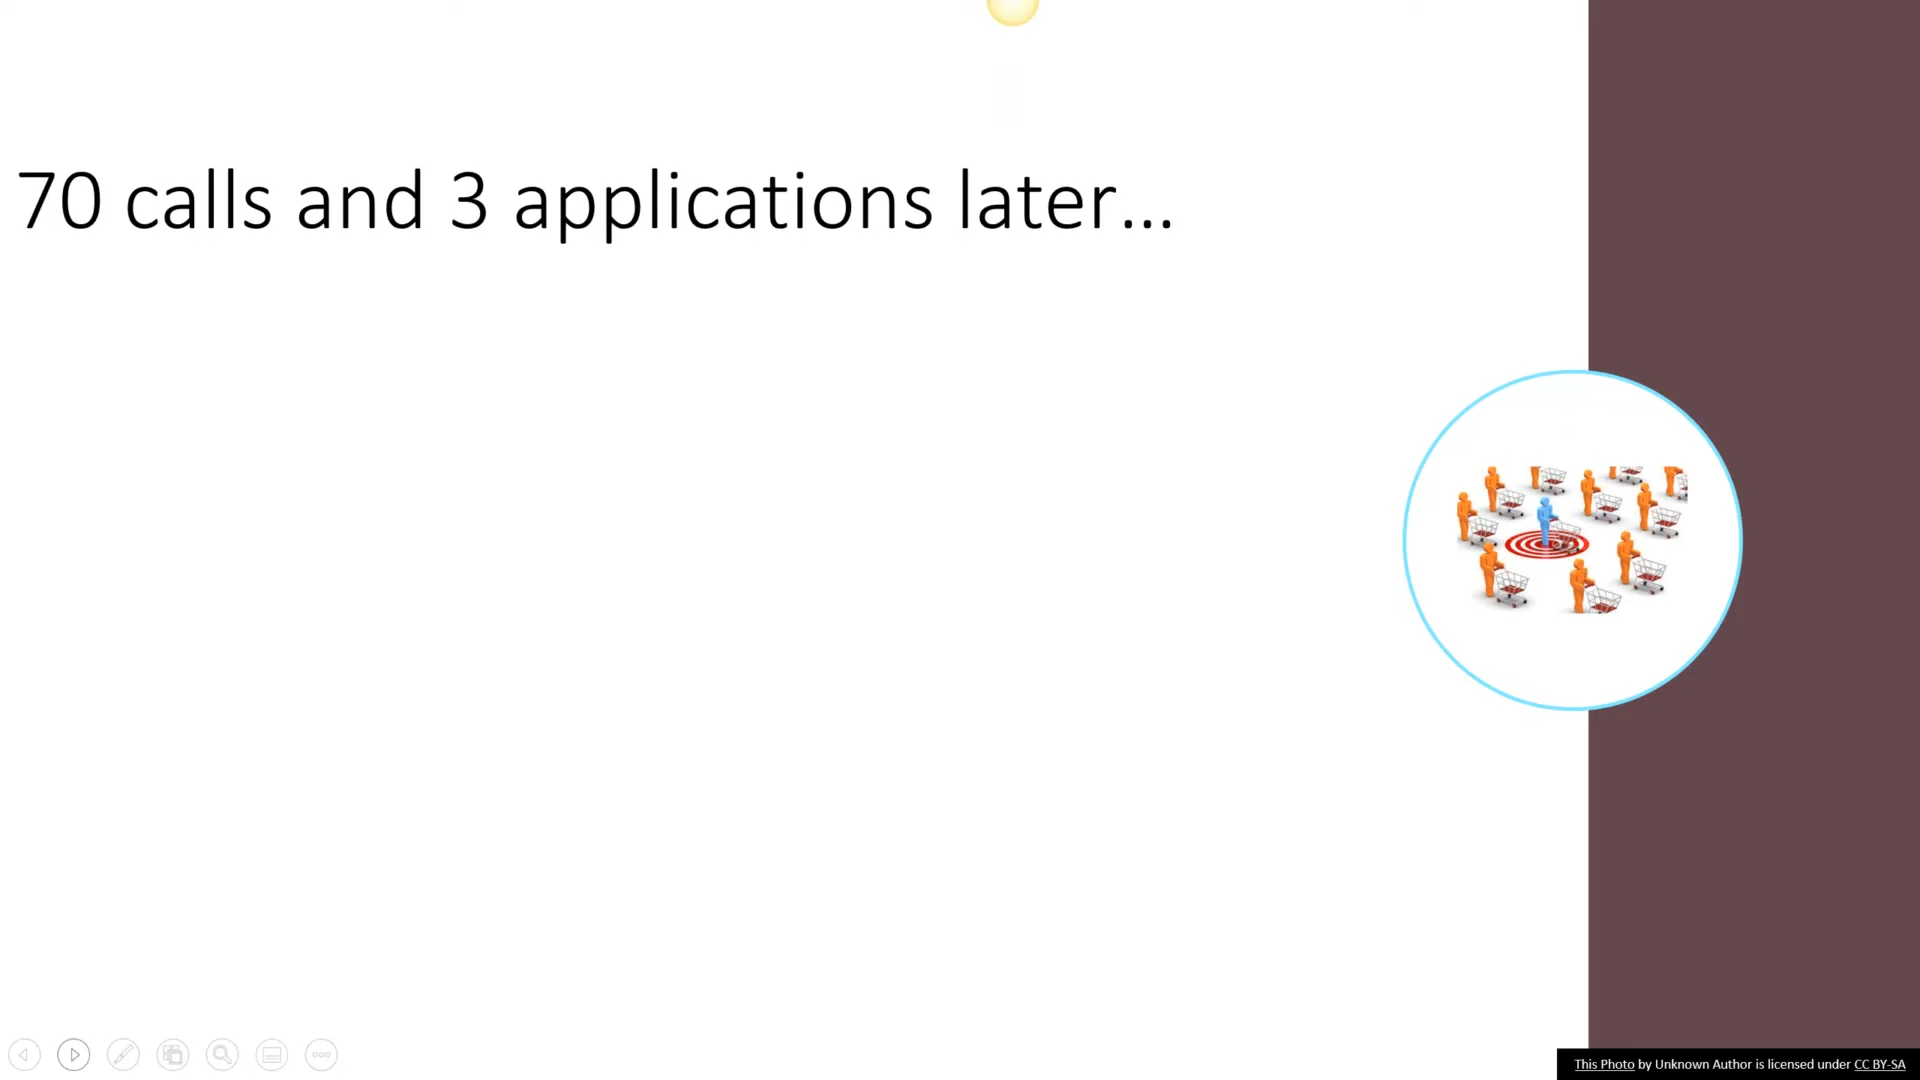 70 calls and 3 applications later...
This Photo by Unknown Author is licensed under CC BY-SA